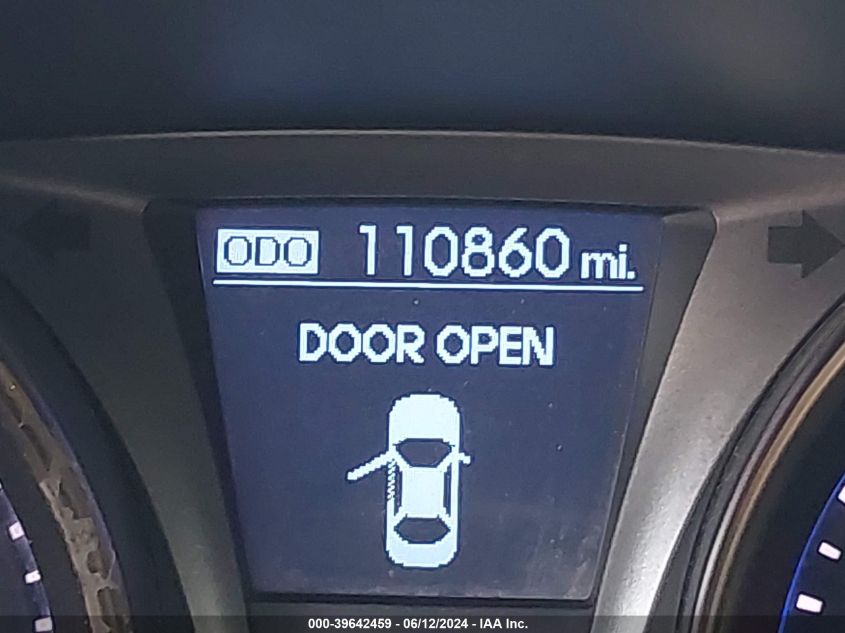 ODO 110860 mi.
DOOR OPEN
000-39642459 - 06/12/2024 - IAA Inc.